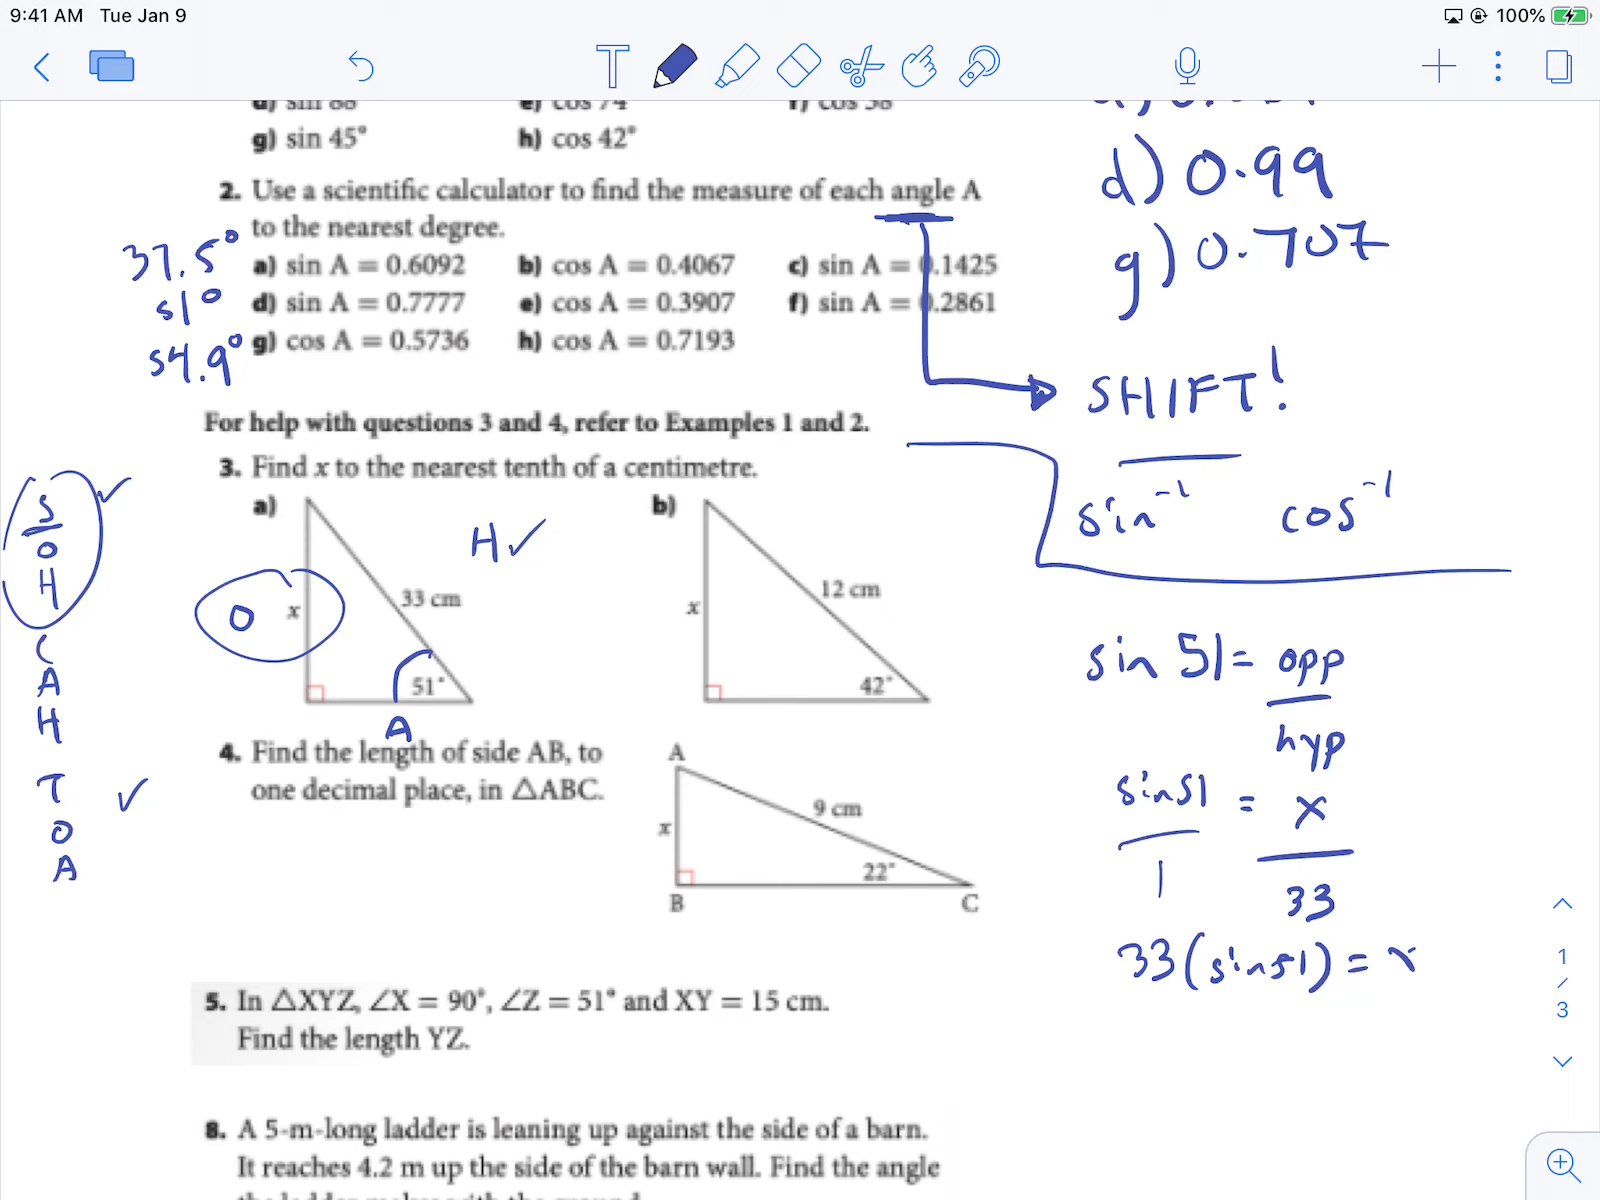 9:41 AM Tue Jan 9
100%
d) sin 88° e) cos 74° f) cos 38°
g) sin 45° h) cos 42°
2. Use a scientific calculator to find the measure of each angle A
to the nearest degree.
a) sin A = 0.6092 b) cos A = 0.4067 c) sin A = 0.1425
d) sin A = 0.7777 e) cos A = 0.3907 f) sin A = 0.2861
g) cos A = 0.5736 h) cos A = 0.7193
37.5°
51°
54.9°
d) 0.99
g) 0.707
SHIFT!
sin⁻¹ cos⁻¹
For help with questions 3 and 4, refer to Examples 1 and 2.
3. Find x to the nearest tenth of a centimetre.
a)
H ✓
O
x
33 cm
51°
A
b)
x
12 cm
42°
S
O
H
C
A
H
T
O
A
4. Find the length of side AB, to
one decimal place, in △ABC.
A
9 cm
x
22°
B
C
sin 51 = opp
hyp
sin51 = x
1
33
33(sin51) = x
5. In △XYZ, ∠X = 90°, ∠Z = 51° and XY = 15 cm.
Find the length YZ.
8. A 5-m-long ladder is leaning up against the side of a barn.
It reaches 4.2 m up the side of the barn wall. Find the angle
1
/
3